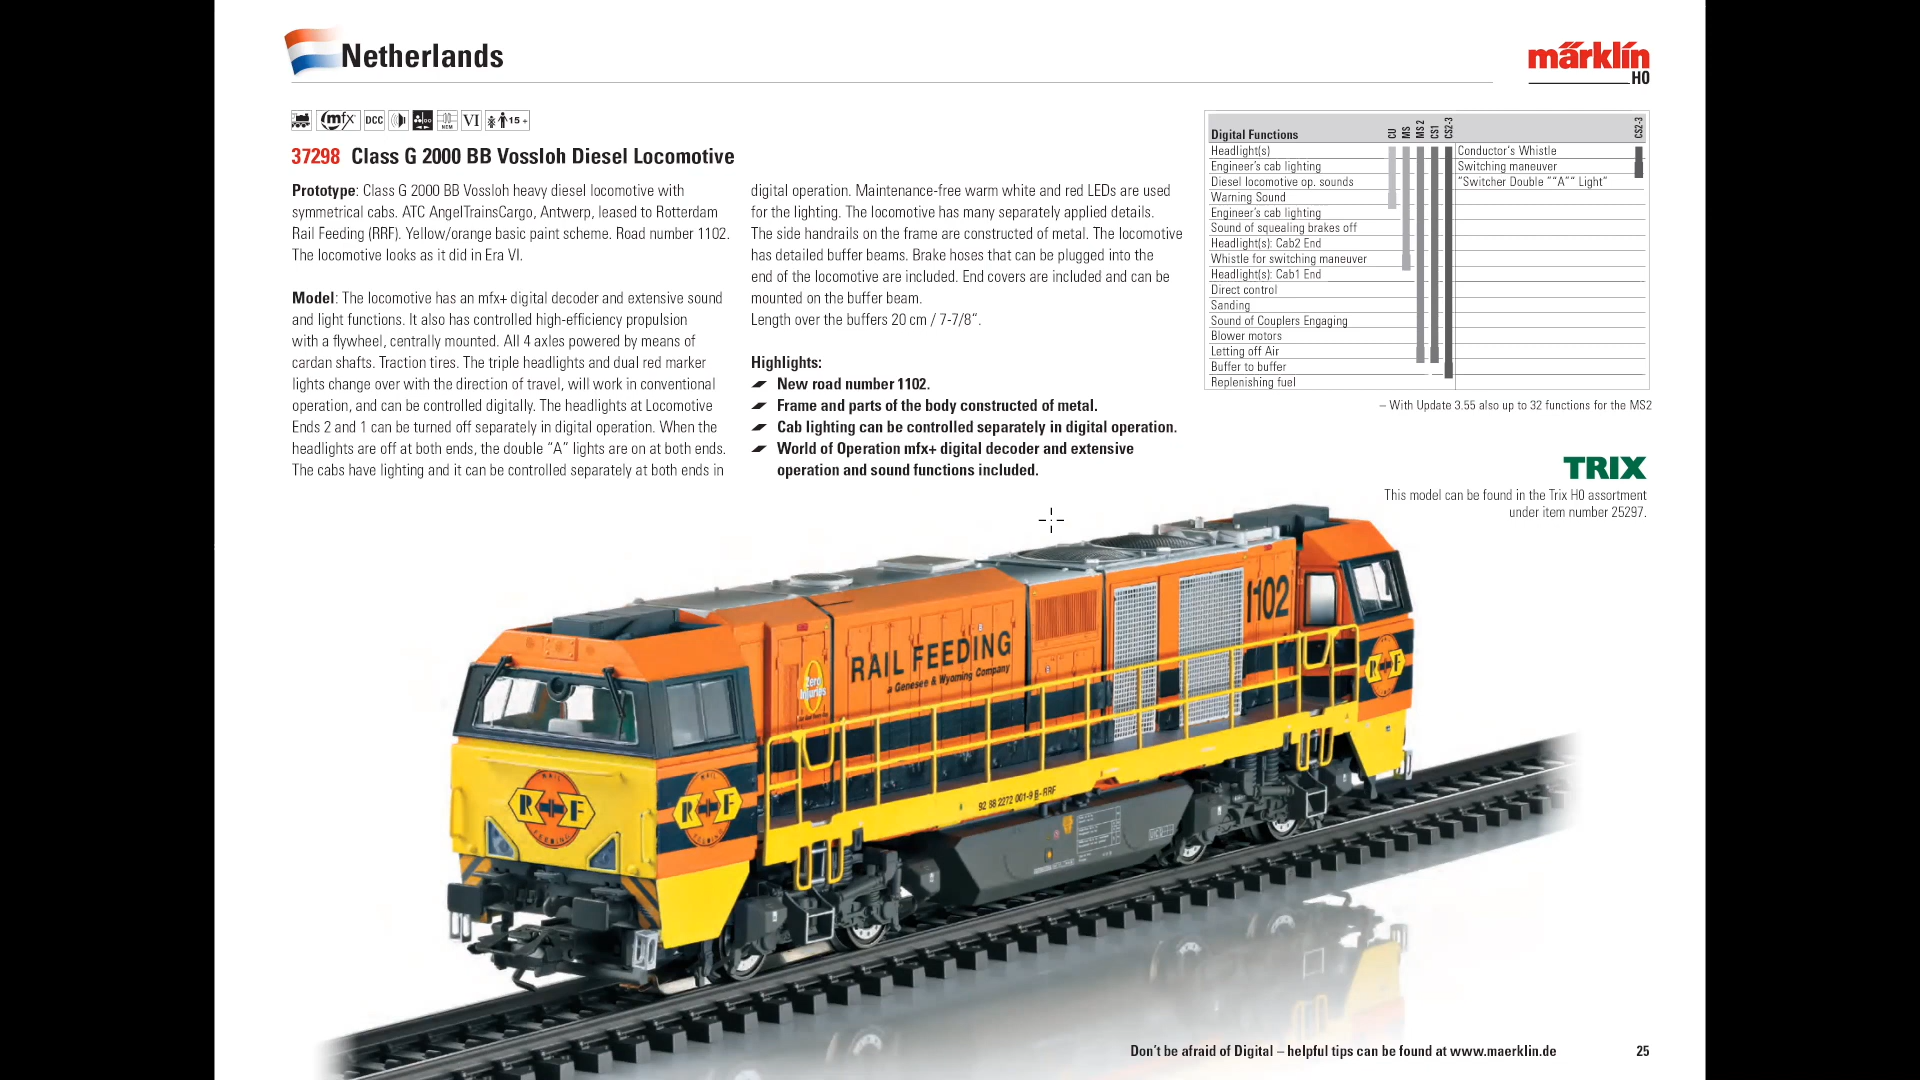 Netherlands
märklin
H0
mfx DCC NEM VI 15 +
37298 Class G 2000 BB Vossloh Diesel Locomotive
Prototype: Class G 2000 BB Vossloh heavy diesel locomotive with
symmetrical cabs. ATC AngelTrainsCargo, Antwerp, leased to Rotterdam
Rail Feeding (RRF). Yellow/orange basic paint scheme. Road number 1102.
The locomotive looks as it did in Era VI.
Model: The locomotive has an mfx+ digital decoder and extensive sound
and light functions. It also has controlled high-efficiency propulsion
with a flywheel, centrally mounted. All 4 axles powered by means of
cardan shafts. Traction tires. The triple headlights and dual red marker
lights change over with the direction of travel, will work in conventional
operation, and can be controlled digitally. The headlights at Locomotive
Ends 2 and 1 can be turned off separately in digital operation. When the
headlights are off at both ends, the double “A” lights are on at both ends.
The cabs have lighting and it can be controlled separately at both ends in
digital operation. Maintenance-free warm white and red LEDs are used
for the lighting. The locomotive has many separately applied details.
The side handrails on the frame are constructed of metal. The locomotive
has detailed buffer beams. Brake hoses that can be plugged into the
end of the locomotive are included. End covers are included and can be
mounted on the buffer beam.
Length over the buffers 20 cm / 7-7/8“.
Highlights:
New road number 1102.
Frame and parts of the body constructed of metal.
Cab lighting can be controlled separately in digital operation.
World of Operation mfx+ digital decoder and extensive
operation and sound functions included.
Digital Functions CU MS MS 2 CS1 CS2-3 CS2-3
Headlight(s)
Engineer’s cab lighting
Diesel locomotive op. sounds
Warning Sound
Engineer’s cab lighting
Sound of squealing brakes off
Headlight(s): Cab2 End
Whistle for switching maneuver
Headlight(s): Cab1 End
Direct control
Sanding
Sound of Couplers Engaging
Blower motors
Letting off Air
Buffer to buffer
Replenishing fuel
Conductor’s Whistle
Switching maneuver
“Switcher Double ““A”“ Light”
– With Update 3.55 also up to 32 functions for the MS2
TRIX
This model can be found in the Trix H0 assortment
under item number 25297.
1102
RAIL FEEDING
a Genesee & Wyoming Company
Zero
Injuries
R F
RAIL
R F
FEEDING
RAIL
R F
92 88 2272 001-9 B-RRF
Don’t be afraid of Digital – helpful tips can be found at www.maerklin.de
25